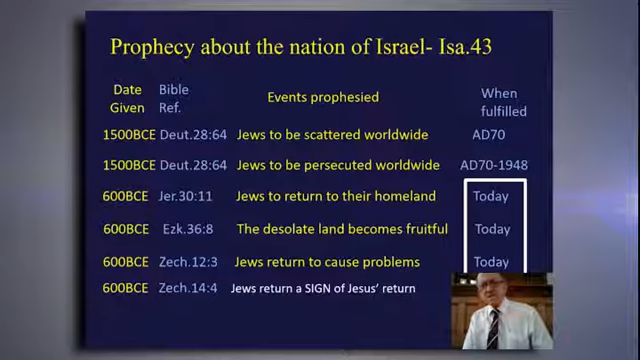 Prophecy about the nation of Israel- Isa.43
Date Given Bible Ref. Events prophesied When fulfilled
1500BCE Deut.28:64 Jews to be scattered worldwide AD70
1500BCE Deut.28:64 Jews to be persecuted worldwide AD70-1948
600BCE Jer.30:11 Jews to return to their homeland Today
600BCE Ezk.36:8 The desolate land becomes fruitful Today
600BCE Zech.12:3 Jews return to cause problems Today
600BCE Zech.14:4 Jews return a SIGN of Jesus' return